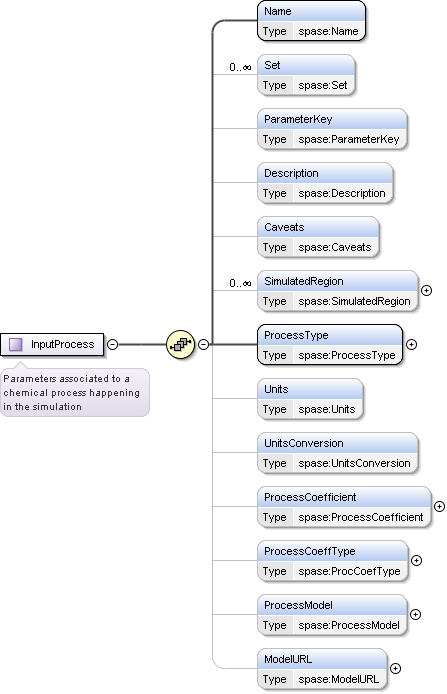 Name
Type spase:Name
0..∞
Set
Type spase:Set
ParameterKey
Type spase:ParameterKey
Description
Type spase:Description
Caveats
Type spase:Caveats
0..∞
SimulatedRegion
Type spase:SimulatedRegion
InputProcess
Parameters associated to a
chemical process happening
in the simulation
ProcessType
Type spase:ProcessType
Units
Type spase:Units
UnitsConversion
Type spase:UnitsConversion
ProcessCoefficient
Type spase:ProcessCoefficient
ProcessCoeffType
Type spase:ProcCoefType
ProcessModel
Type spase:ProcessModel
ModelURL
Type spase:ModelURL